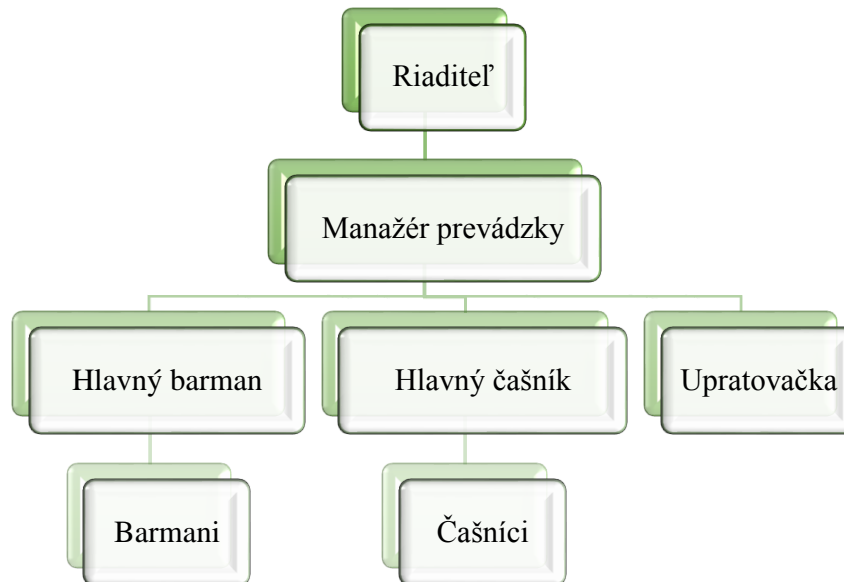 Riaditeľ
Manažér prevádzky
Hlavný barman
Hlavný čašník
Upratovačka
Barmani
Čašníci